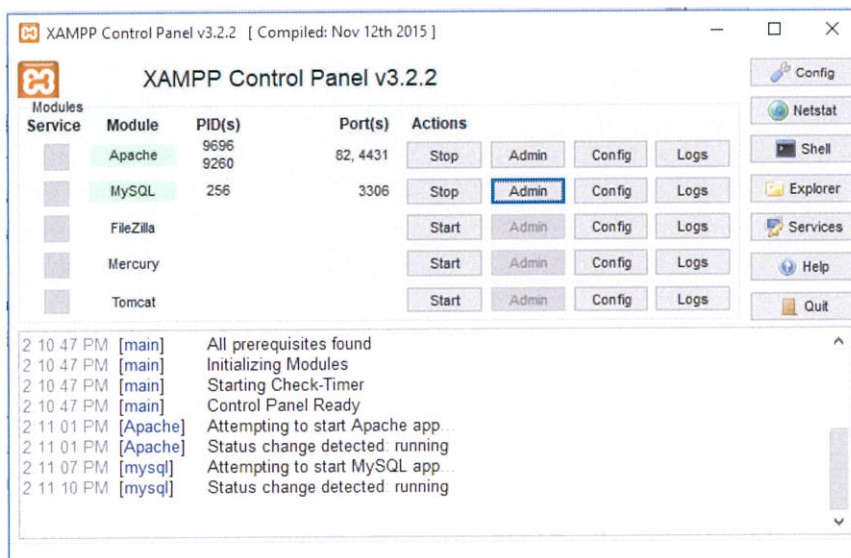 XAMPP Control Panel v3.2.2 [ Compiled: Nov 12th 2015 ]
XAMPP Control Panel v3.2.2
Config
Modules
Service Module PID(s) Port(s) Actions
Netstat
Apache 9696 9260 82, 4431 Stop Admin Config Logs
Shell
MySQL 256 3306 Stop Admin Config Logs
Explorer
FileZilla Start Admin Config Logs
Services
Mercury Start Admin Config Logs
Help
Tomcat Start Admin Config Logs
Quit
2 10 47 PM [main] All prerequisites found
2 10 47 PM [main] Initializing Modules
2 10 47 PM [main] Starting Check-Timer
2 10 47 PM [main] Control Panel Ready
2 11 01 PM [Apache] Attempting to start Apache app...
2 11 01 PM [Apache] Status change detected: running
2 11 07 PM [mysql] Attempting to start MySQL app...
2 11 10 PM [mysql] Status change detected: running